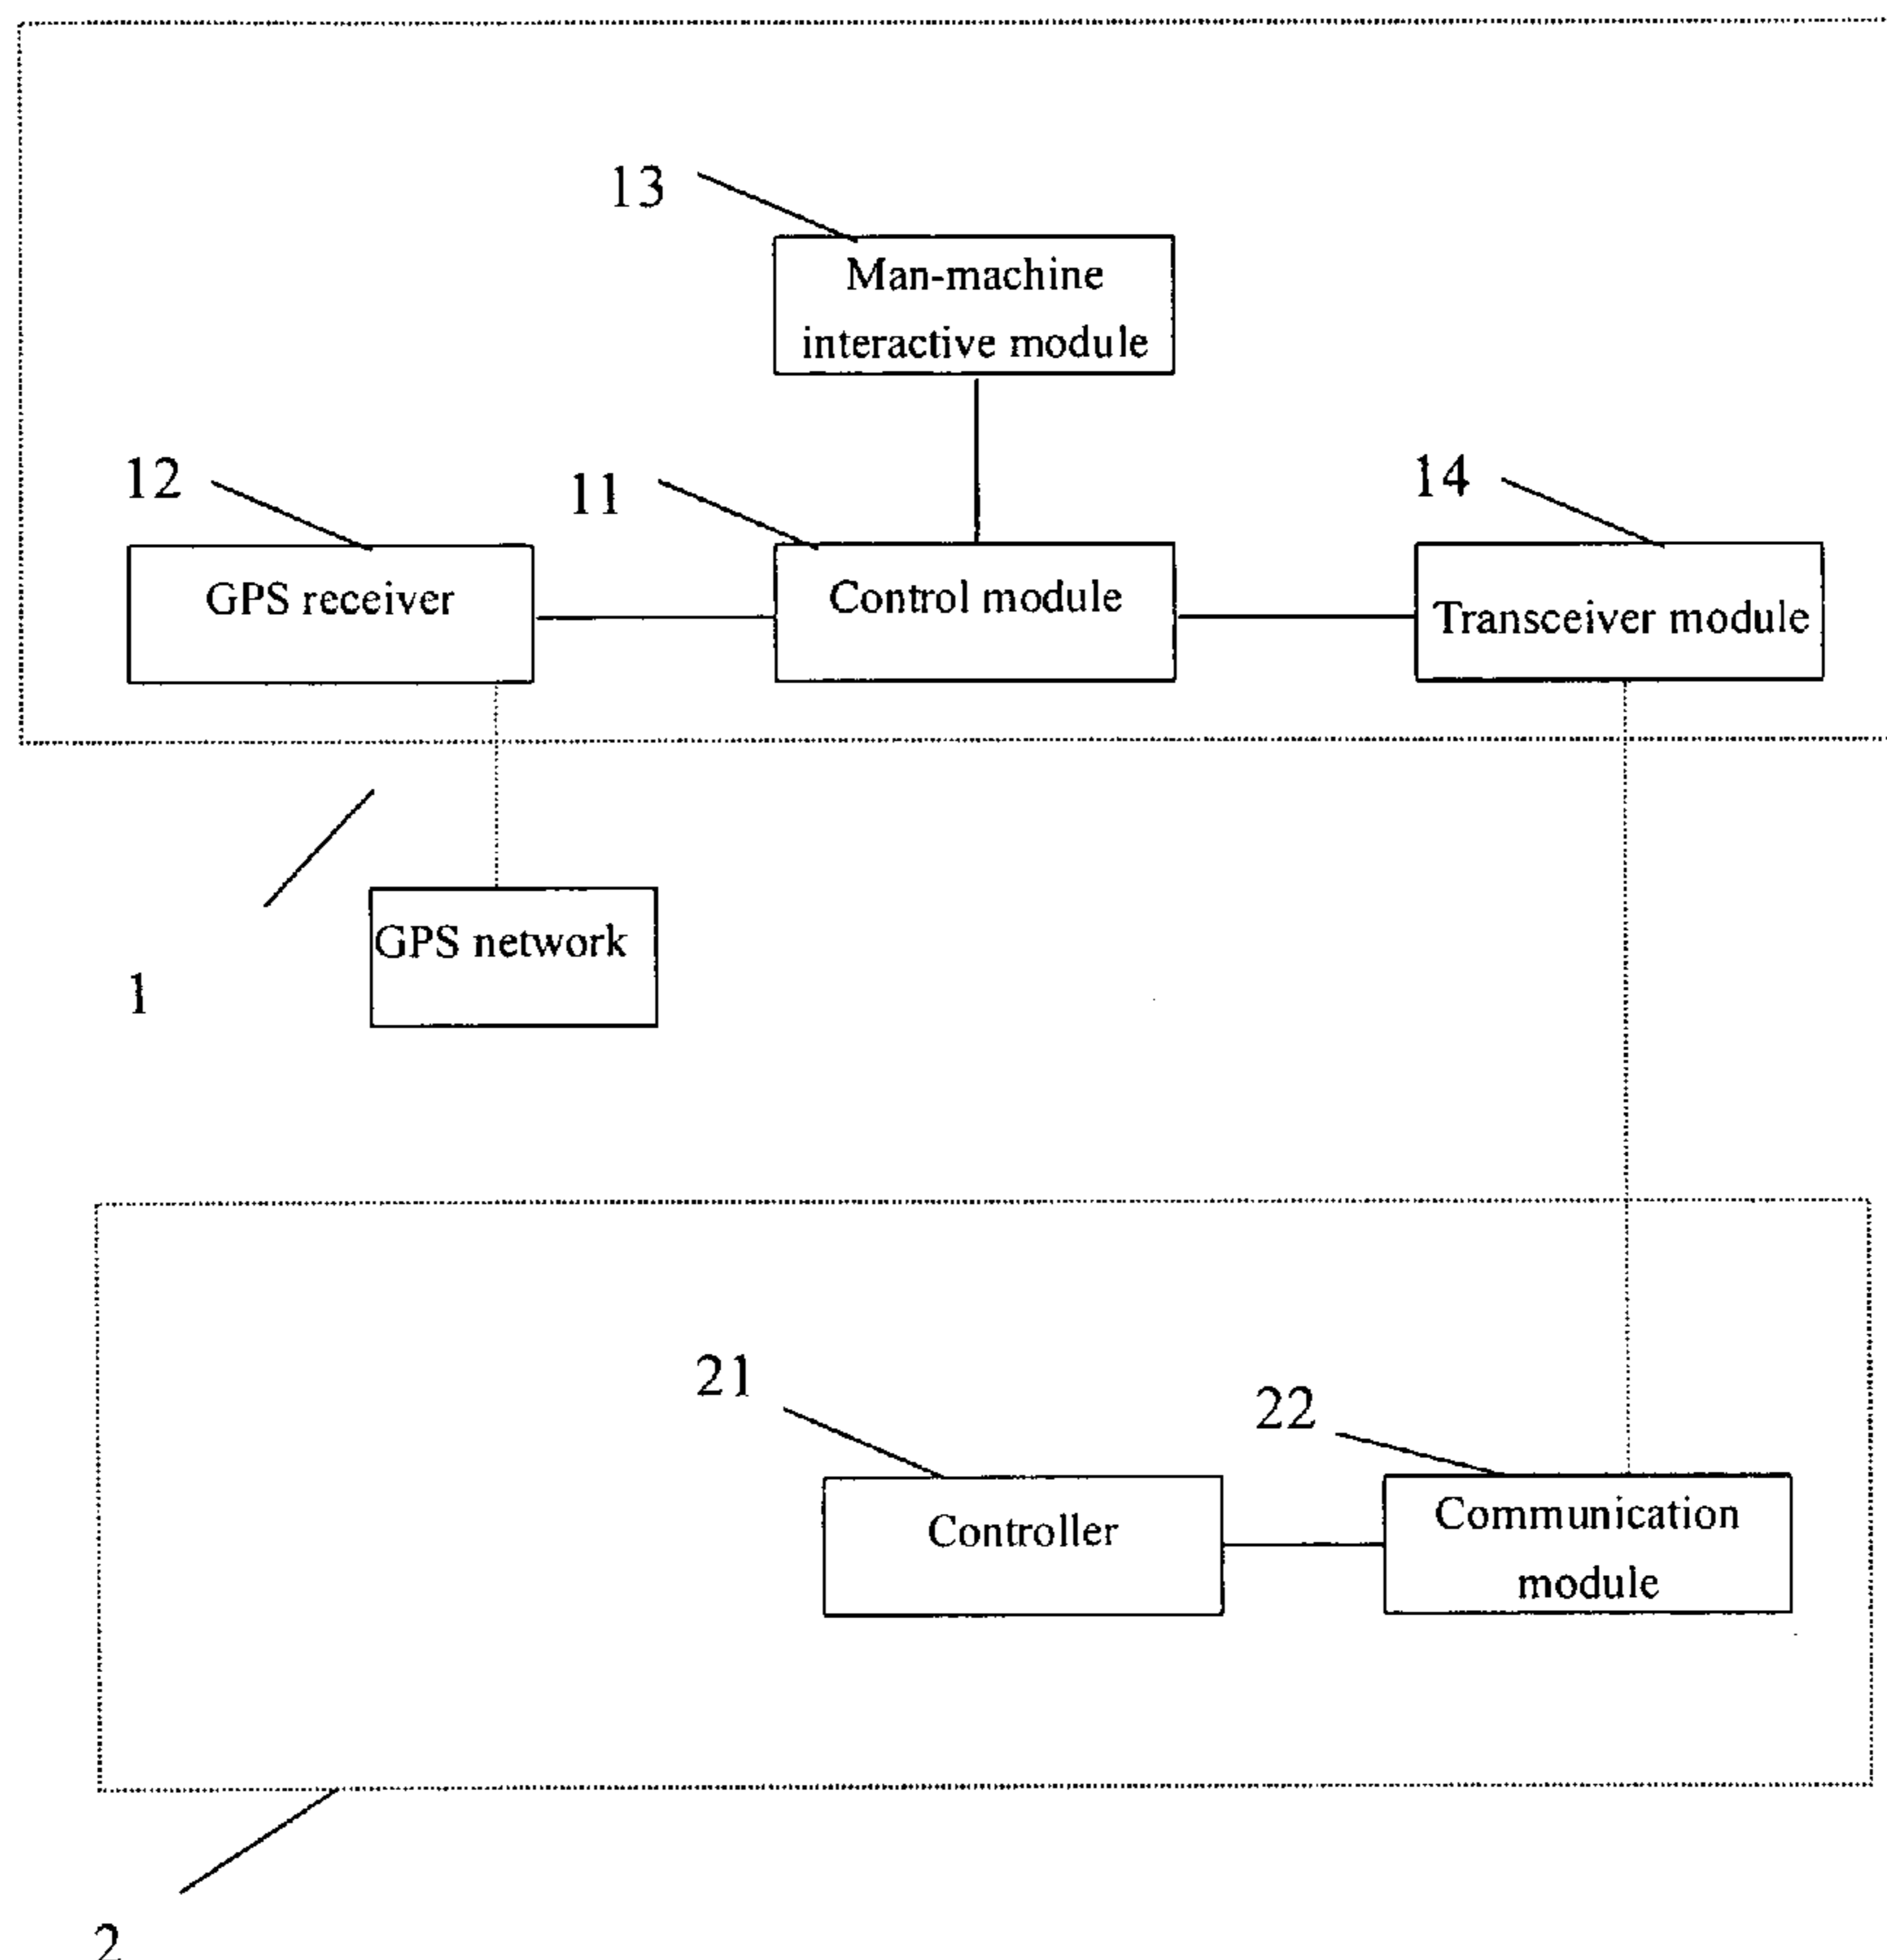 13
Man-machine
interactive module
12
11
14
GPS receiver
Control module
Transceiver module
GPS network
1
21
22
Controller
Communication
module
2